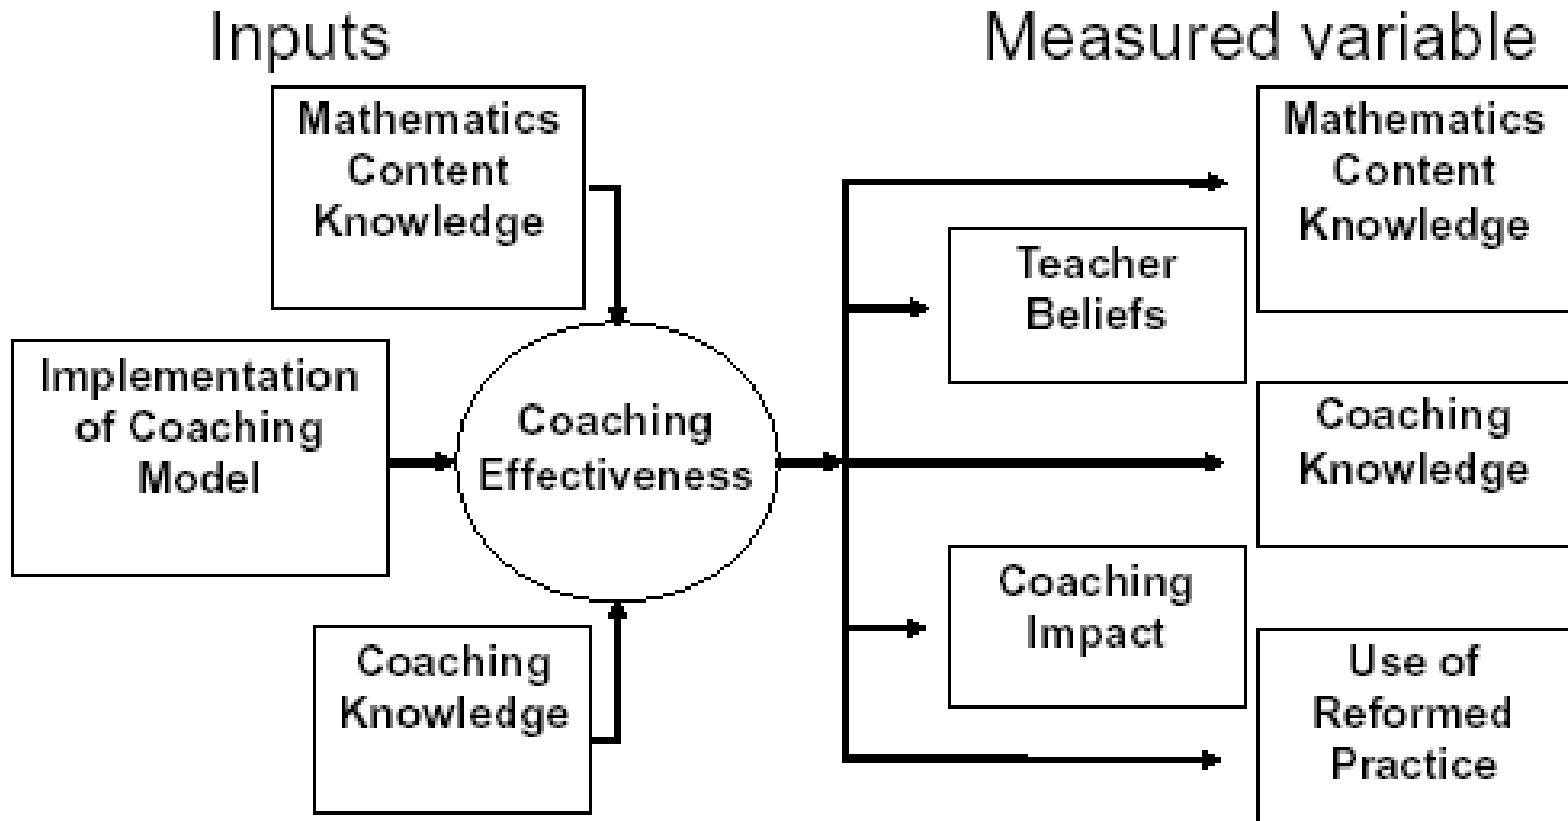 Inputs
Measured variable
Mathematics
Content
Knowledge
Implementation
of Coaching
Model
Coaching
Knowledge
Coaching
Effectiveness
Mathematics
Content
Knowledge
Teacher
Beliefs
Coaching
Knowledge
Coaching
Impact
Use of
Reformed
Practice